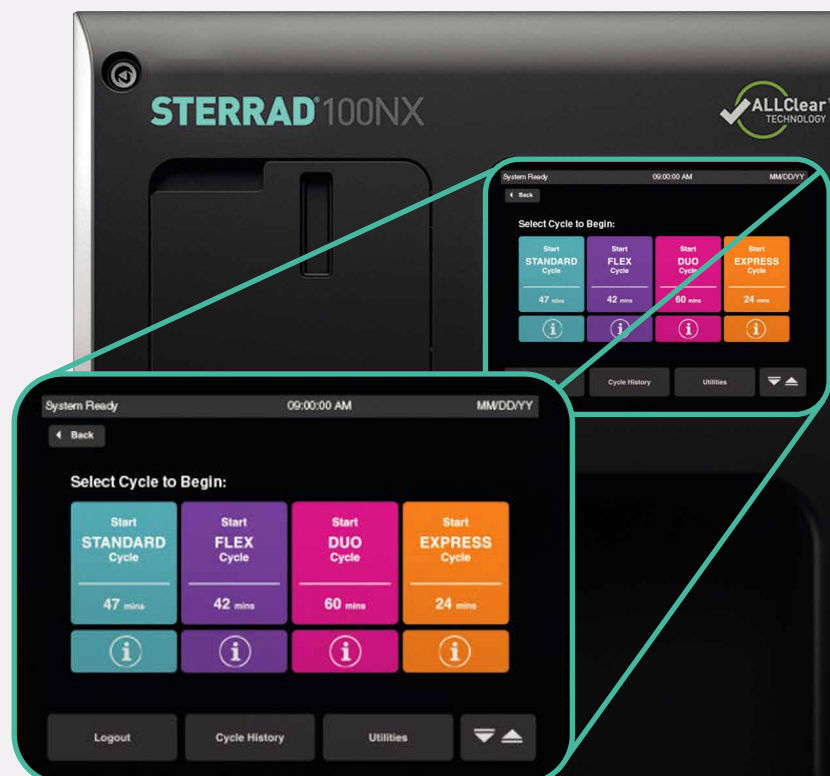 STERRAD® 100NX
ALLClear™
TECHNOLOGY
System Ready 09:00:00 AM MM/DD/YY
Back
Select Cycle to Begin:
Start Start Start Start
STANDARD FLEX DUO EXPRESS
Cycle Cycle Cycle Cycle
47 mins 42 mins 60 mins 24 mins
Cycle History Utilities
System Ready 09:00:00 AM MM/DD/YY
Back
Select Cycle to Begin:
Start Start Start Start
STANDARD FLEX DUO EXPRESS
Cycle Cycle Cycle Cycle
47 mins 42 mins 60 mins 24 mins
i i i i
Logout Cycle History Utilities